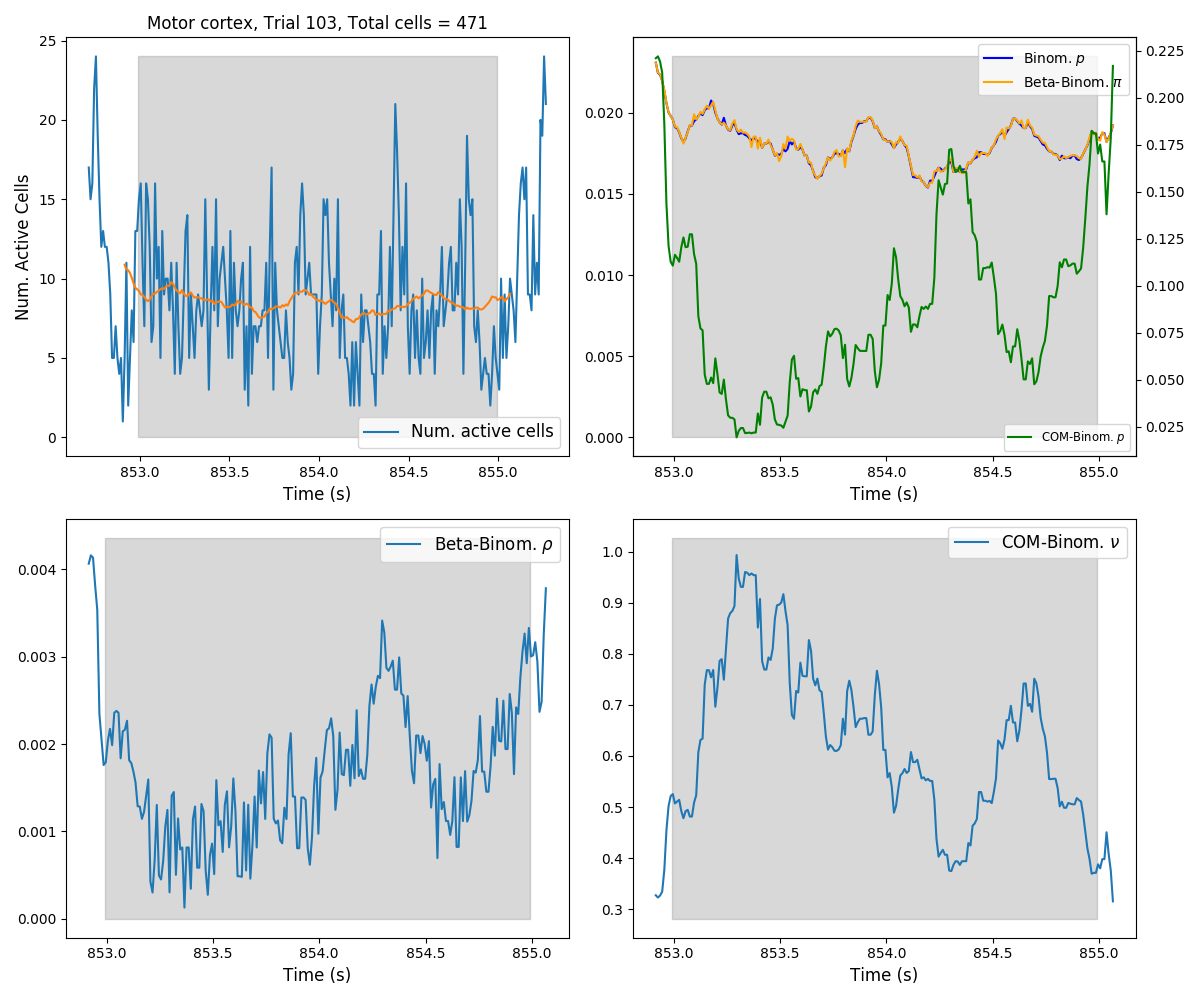 Motor cortex, Trial 103, Total cells = 471
Num. Active Cells
25
20
15
10
5
0
853.0 853.5 854.0 854.5 855.0
Time (s)
Num. active cells
0.020
0.015
0.010
0.005
0.000
Binom. p
Beta-Binom. π
0.225
0.200
0.175
0.150
0.125
0.100
0.075
0.050
0.025
COM-Binom. p
853.0 853.5 854.0 854.5 855.0
Time (s)
Beta-Binom. ρ
0.004
0.003
0.002
0.001
0.000
853.0 853.5 854.0 854.5 855.0
Time (s)
COM-Binom. ν
1.0
0.9
0.8
0.7
0.6
0.5
0.4
0.3
853.0 853.5 854.0 854.5 855.0
Time (s)